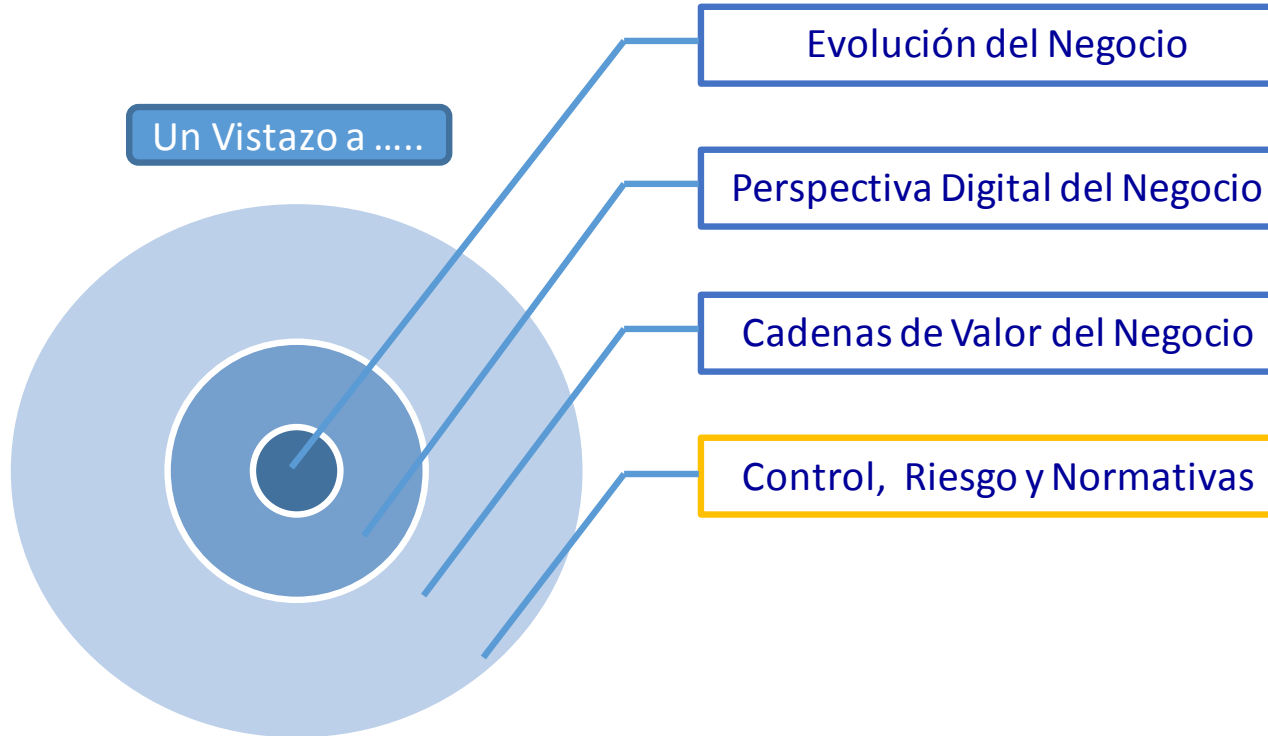 Evolución del Negocio
Un Vistazo a .....
Perspectiva Digital del Negocio
Cadenas de Valor del Negocio
Control, Riesgo y Normativas